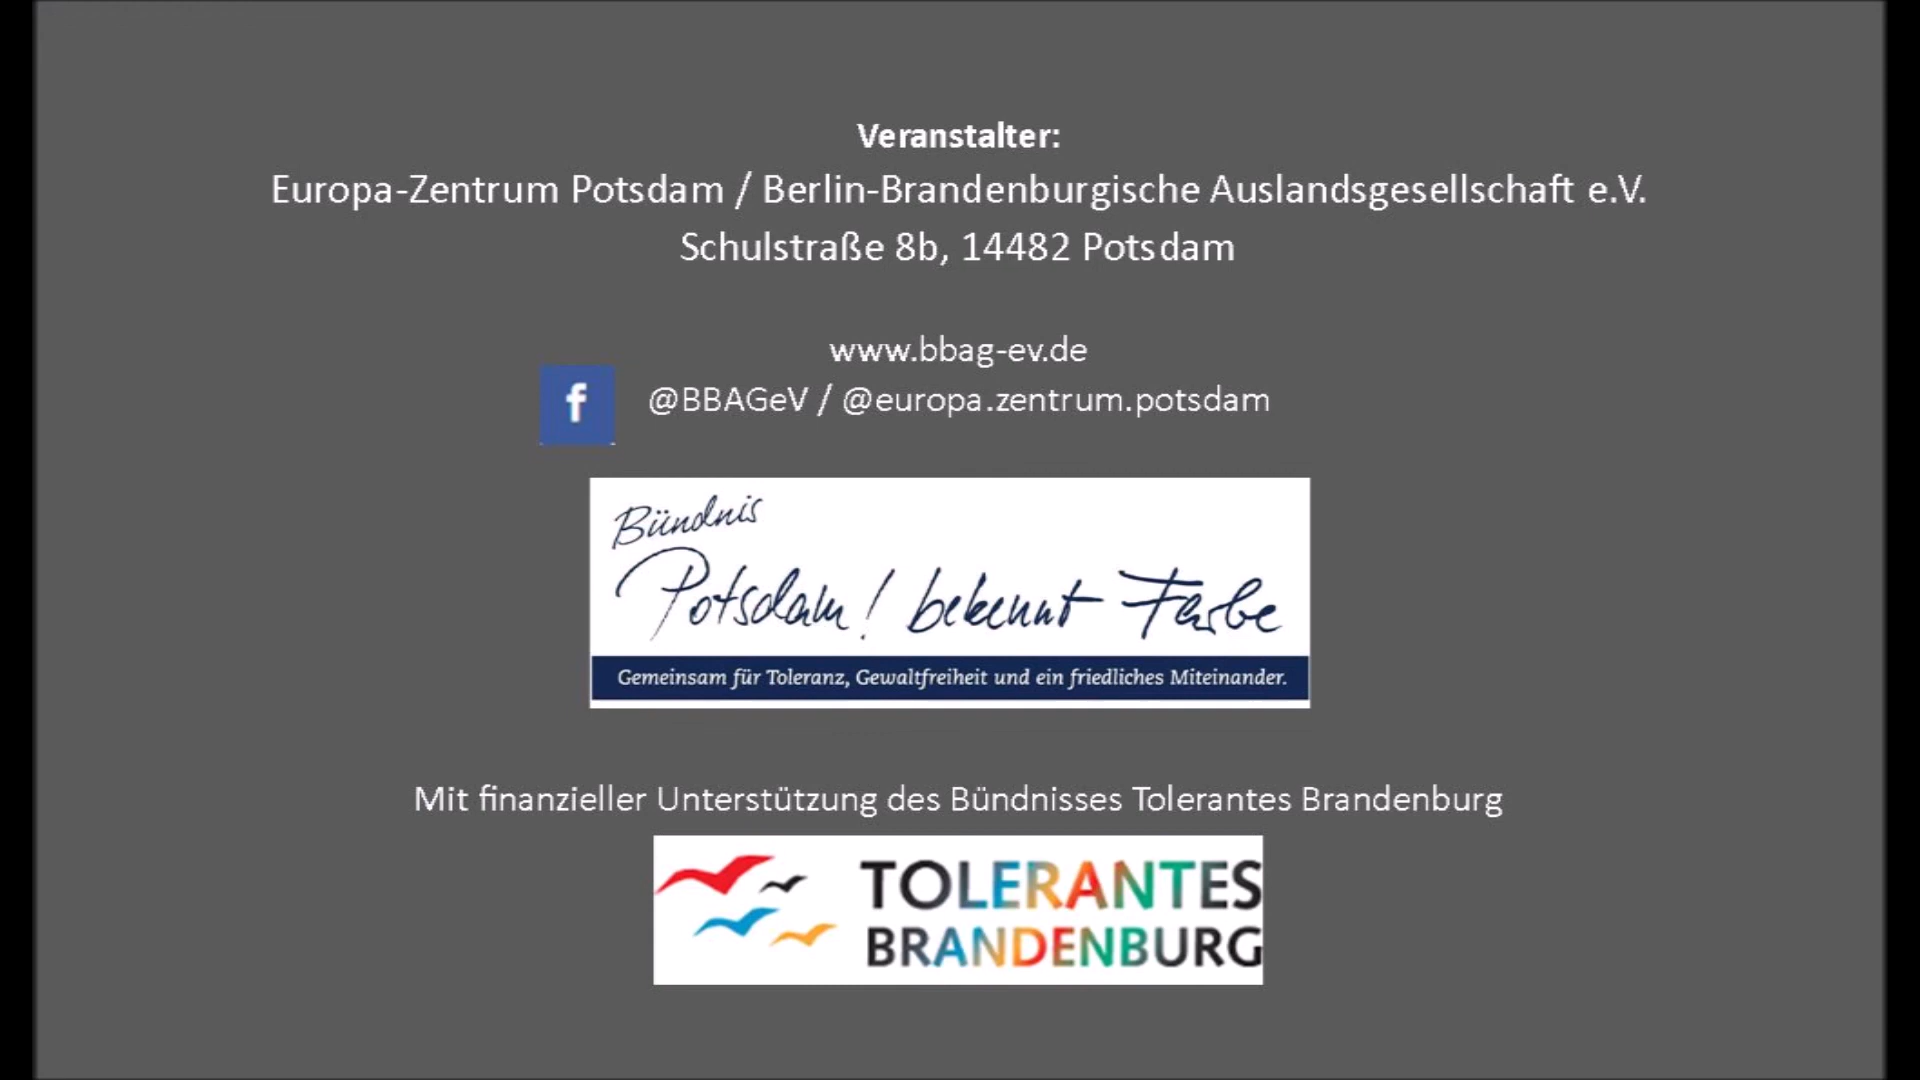 Veranstalter:
Europa-Zentrum Potsdam / Berlin-Brandenburgische Auslandsgesellschaft e.V.
Schulstraße 8b, 14482 Potsdam
www.bbag-ev.de
f @BBAGeV / @europa.zentrum.potsdam
Bündnis
Potsdam! bekennt Farbe
Gemeinsam für Toleranz, Gewaltfreiheit und ein friedliches Miteinander.
Mit finanzieller Unterstützung des Bündnisses Tolerantes Brandenburg
TOLERANTES
BRANDENBURG